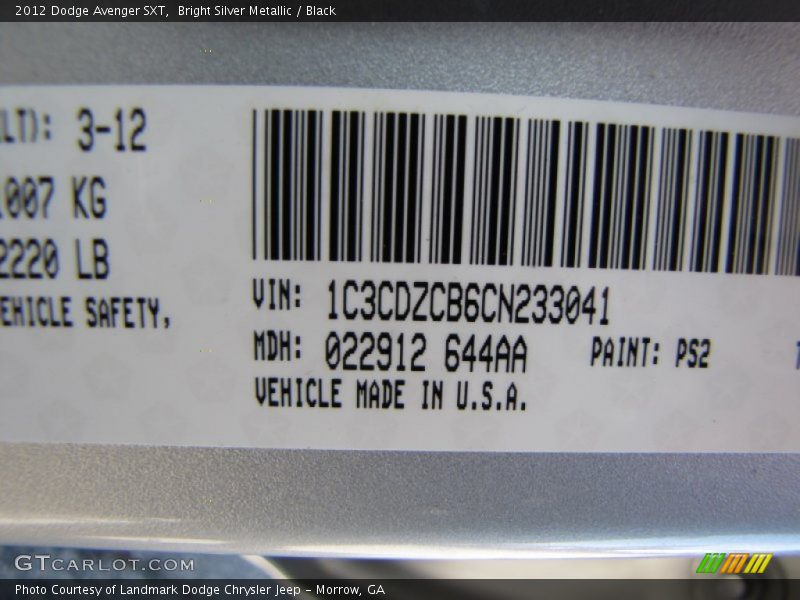 2012 Dodge Avenger SXT,  Bright Silver Metallic / Black
LT): 3-12
1007 KG
2220 LB
EHICLE SAFETY,
VIN: 1C3CDZCB6CN233041
MDH: 022912 644AA PAINT: PS2
VEHICLE MADE IN U.S.A.
GTCARLOT.COM
Photo Courtesy of Landmark Dodge Chrysler Jeep – Morrow, GA